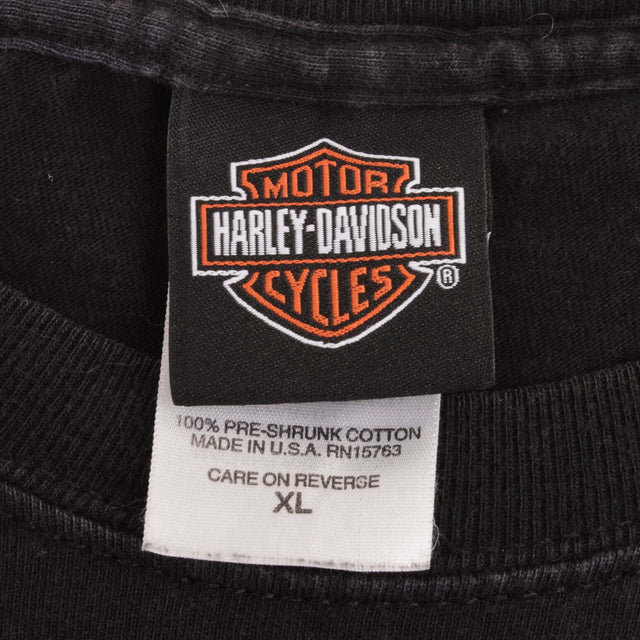 MOTOR
HARLEY-DAVIDSON
CYCLES
®
100% PRE-SHRUNK COTTON
MADE IN U.S.A. RN15763
CARE ON REVERSE
XL